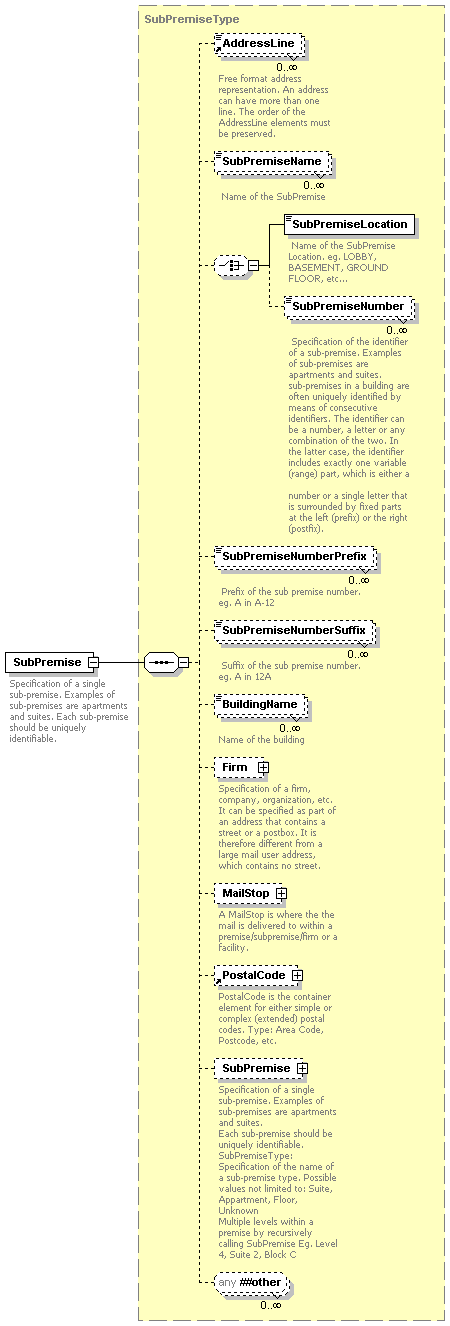 SubPremiseType
AddressLine
0..∞
Free format address
representation. An address
can have more than one
line. The order of the
AddressLine elements must
be preserved.
SubPremiseName
0..∞
Name of the SubPremise
SubPremiseLocation
Name of the SubPremise
Location. eg. LOBBY,
BASEMENT, GROUND
FLOOR, etc...
SubPremiseNumber
0..∞
Specification of the identifier
of a sub-premise. Examples
of sub-premises are
apartments and suites.
sub-premises in a building are
often uniquely identified by
means of consecutive
identifiers. The identifier can
be a number, a letter or any
combination of the two. In
the latter case, the identifier
includes exactly one variable
(range) part, which is either a
number or a single letter that
is surrounded by fixed parts
at the left (prefix) or the right
(postfix).
SubPremiseNumberPrefix
0..∞
Prefix of the sub premise number.
eg. A in A-12
SubPremiseNumberSuffix
0..∞
Suffix of the sub premise number.
eg. A in 12A
SubPremise
Specification of a single
sub-premise. Examples of
sub-premises are apartments
and suites. Each sub-premise
should be uniquely
identifiable.
BuildingName
0..∞
Name of the building
Firm
Specification of a firm,
company, organization, etc.
It can be specified as part of
an address that contains a
street or a postbox. It is
therefore different from a
large mail user address,
which contains no street.
MailStop
A MailStop is where the the
mail is delivered to within a
premise/subpremise/firm or a
facility.
PostalCode
PostalCode is the container
element for either simple or
complex (extended) postal
codes. Type: Area Code,
Postcode, etc.
SubPremise
Specification of a single
sub-premise. Examples of
sub-premises are apartments
and suites.
Each sub-premise should be
uniquely identifiable.
SubPremiseType:
Specification of the name of
a sub-premise type. Possible
values not limited to: Suite,
Appartment, Floor,
Unknown
Multiple levels within a
premise by recursively
calling SubPremise Eg. Level
4, Suite 2, Block C
any ##other
0..∞